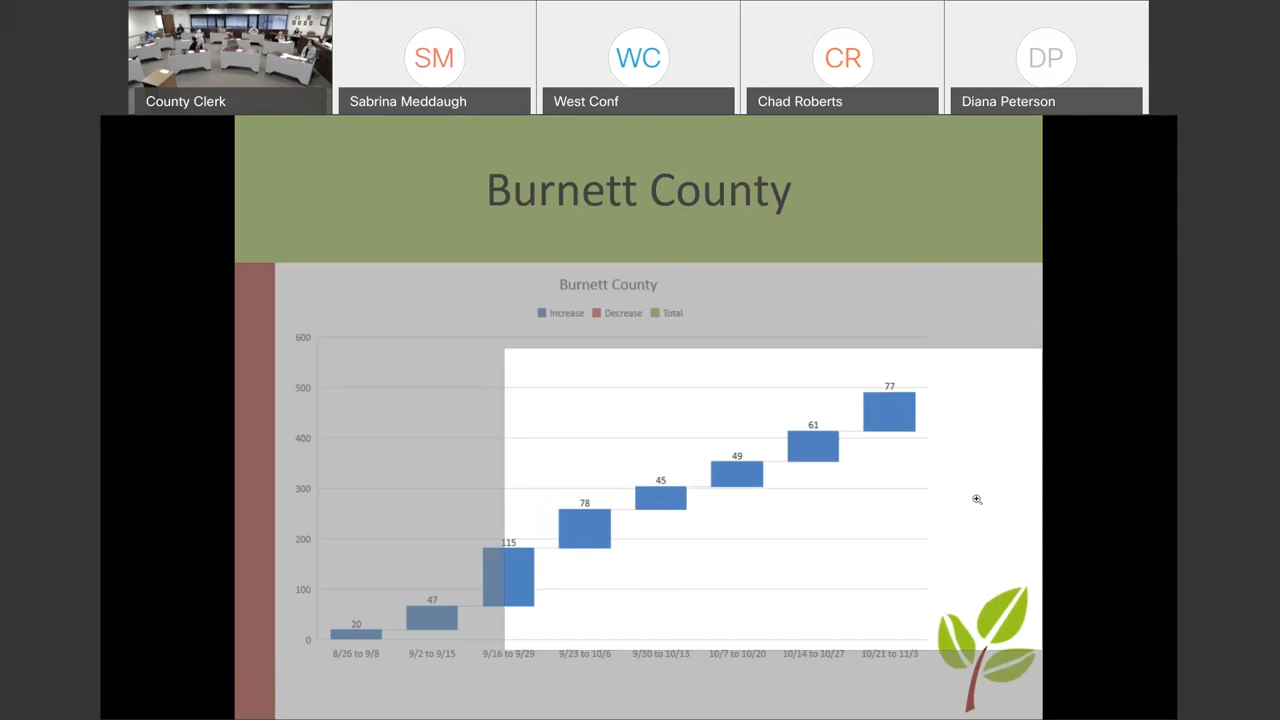 SM
WC
CR
DP
County Clerk
Sabrina Meddaugh
West Conf
Chad Roberts
Diana Peterson
Burnett County
Burnett County
Increase Decrease Total
600
500
400
300
200
100
0
20
47
115
78
45
49
61
77
8/26 to 9/8 9/2 to 9/15 9/16 to 9/29 9/23 to 10/6 9/30 to 10/13 10/7 to 10/20 10/14 to 10/27 10/21 to 11/3